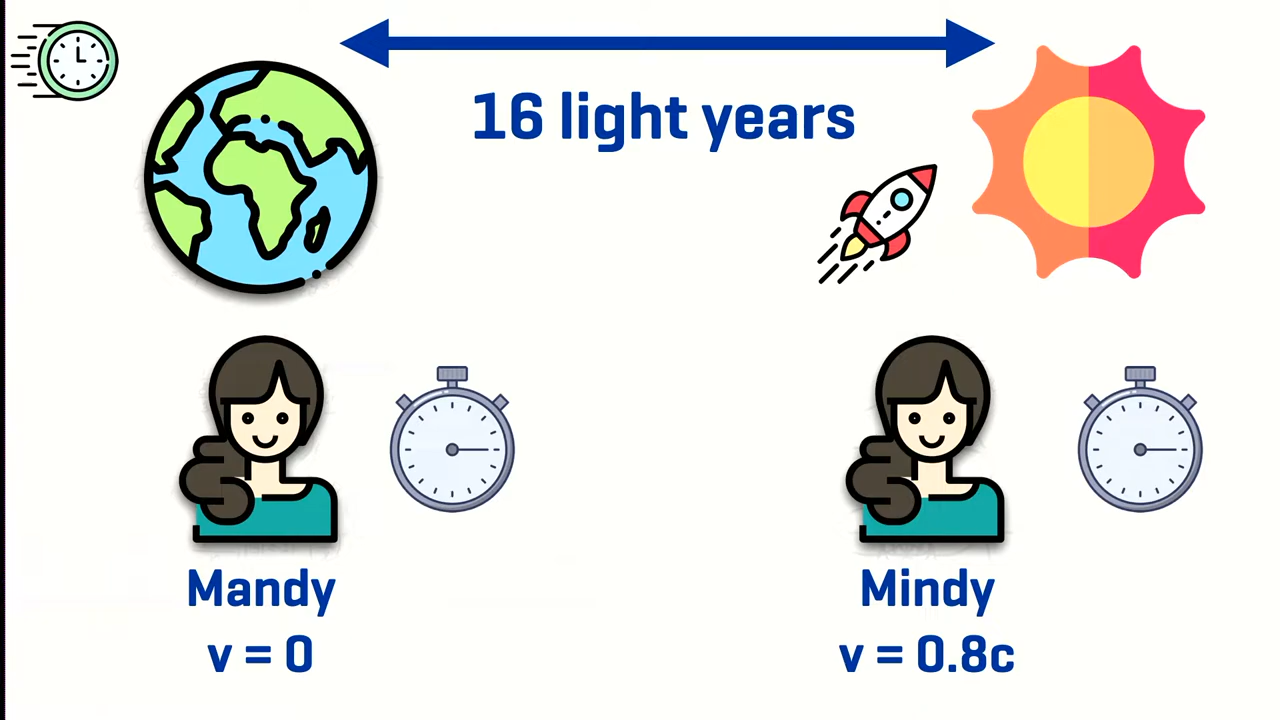 16 light years
Mandy
v = 0
Mindy
v = 0.8c